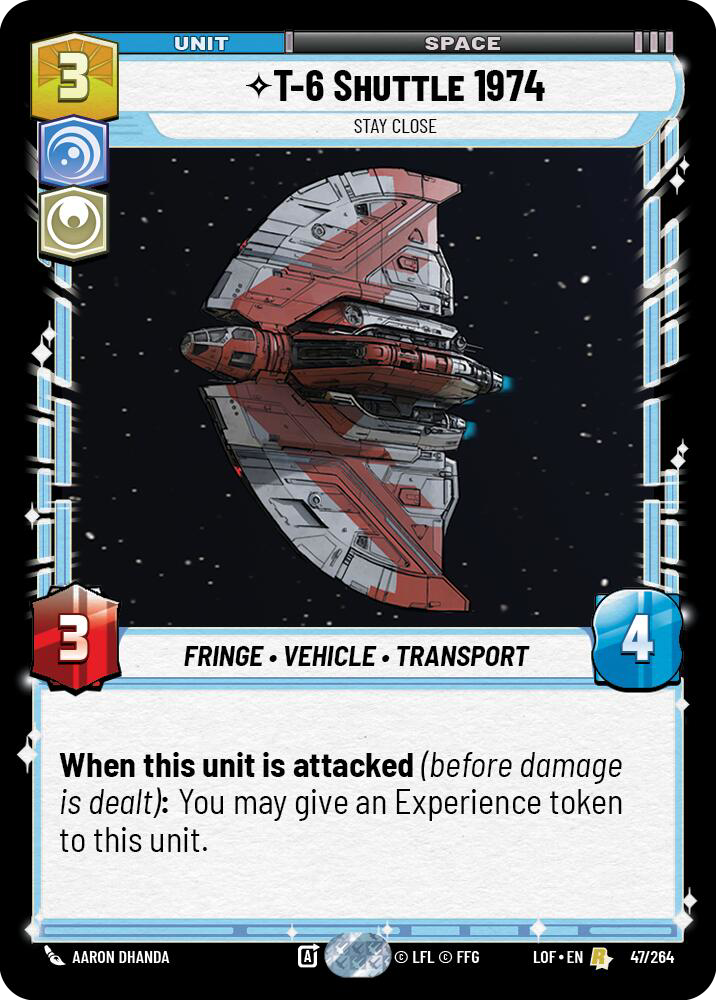 UNIT
SPACE
3
✧T-6 SHUTTLE 1974
STAY CLOSE
3
4
FRINGE • VEHICLE • TRANSPORT
When this unit is attacked (before damage
is dealt): You may give an Experience token
to this unit.
AARON DHANDA
A
© LFL © FFG
LOF • EN
R
47/264